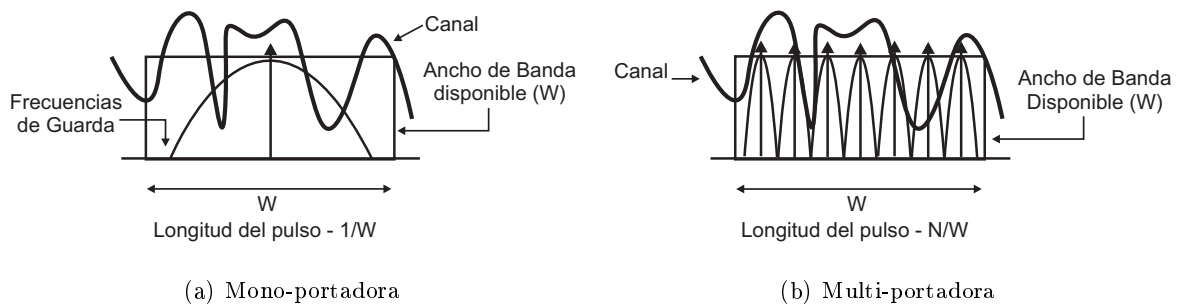 Canal
Ancho de Banda
disponible (W)
Frecuencias
de Guarda
W
Longitud del pulso - 1/W
(a) Mono-portadora
Canal
Ancho de Banda
Disponible (W)
W
Longitud del pulso - N/W
(b) Multi-portadora